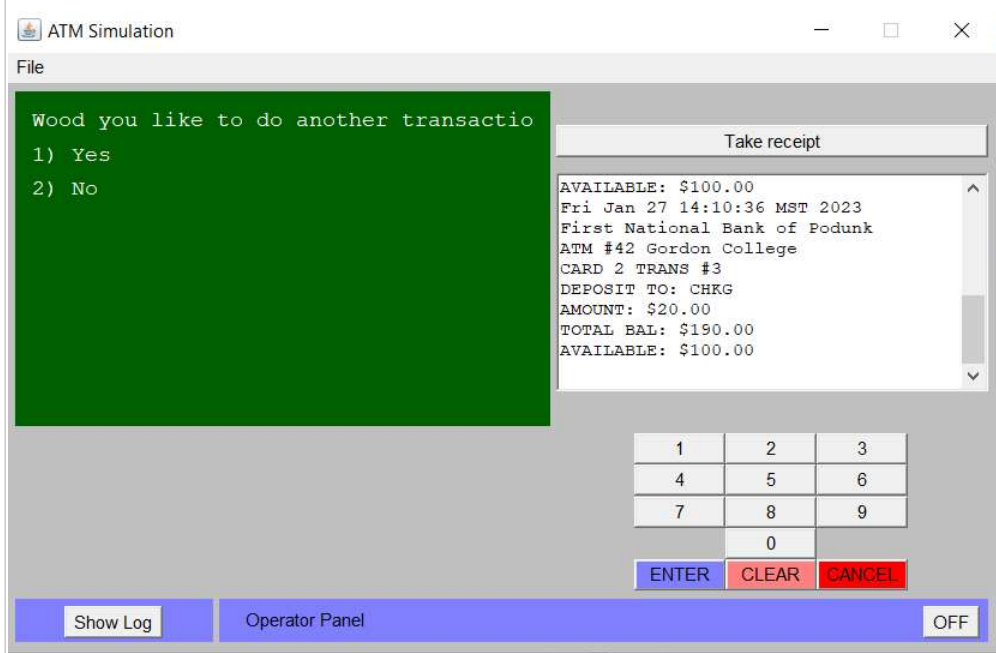 ATM Simulation
File
Wood you like to do another transactio
1) Yes
2) No
Take receipt
AVAILABLE: $100.00
Fri Jan 27 14:10:36 MST 2023
First National Bank of Podunk
ATM #42 Gordon College
CARD 2 TRANS #3
DEPOSIT TO: CHKG
AMOUNT: $20.00
TOTAL BAL: $190.00
AVAILABLE: $100.00
1 2 3
4 5 6
7 8 9
0
ENTER CLEAR CANCEL
Show Log Operator Panel OFF